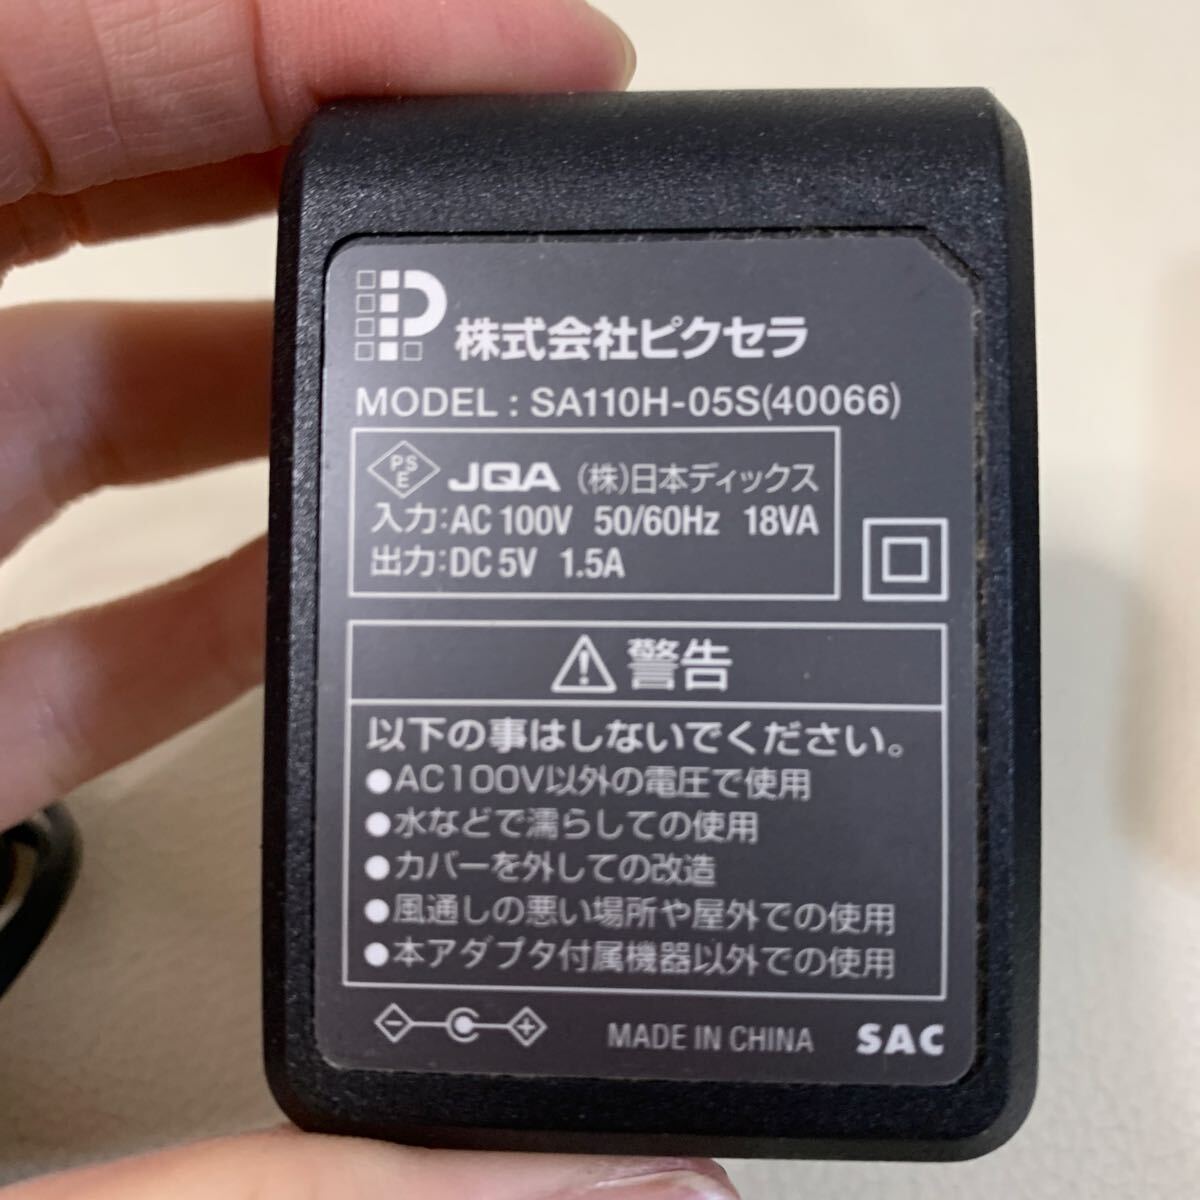 株式会社ピクセラ
MODEL : SA110H-05S(40066)
PSE JQA (株)日本ディックス
入力:AC 100V 50/60Hz 18VA
出力:DC 5V 1.5A
警告
以下の事はしないでください。
●AC100V以外の電圧で使用
●水などで濡らしての使用
●カバーを外しての改造
●風通しの悪い場所や屋外での使用
●本アダプタ付属機器以外での使用
MADE IN CHINA SAC